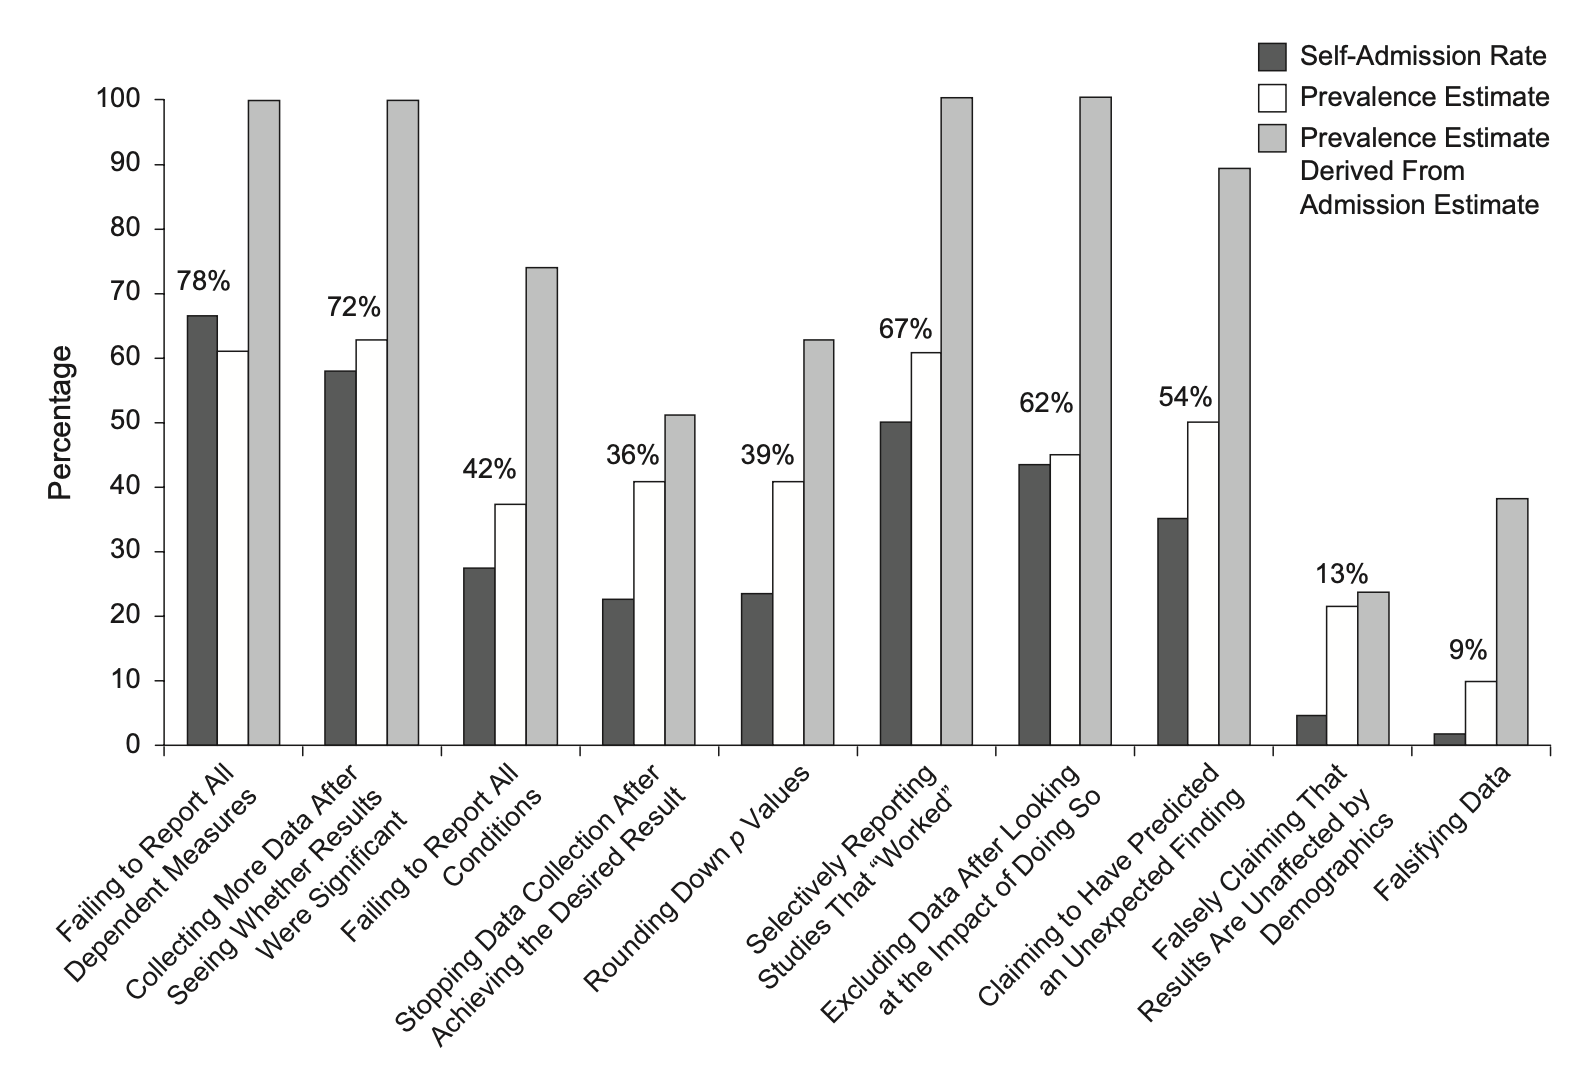 Self-Admission Rate
Prevalence Estimate
Prevalence Estimate
Derived From
Admission Estimate
Percentage
100
90
80
70
60
50
40
30
20
10
0
78%
72%
42%
36%
39%
67%
62%
54%
13%
9%
Failing to Report All
Dependent Measures
Collecting More Data After
Seeing Whether Results
Were Significant
Failing to Report All
Conditions
Stopping Data Collection After
Achieving the Desired Result
Rounding Down p Values
Selectively Reporting
Studies That “Worked”
Excluding Data After Looking
at the Impact of Doing So
Claiming to Have Predicted
an Unexpected Finding
Falsely Claiming That
Results Are Unaffected by
Demographics
Falsifying Data